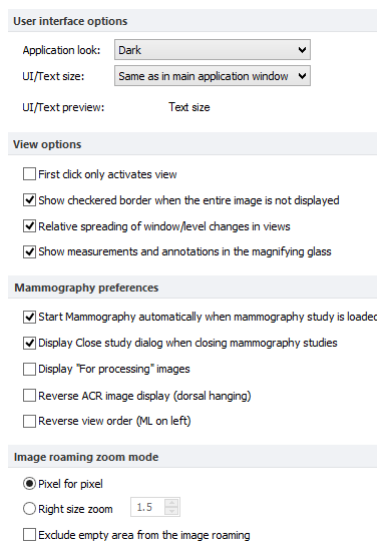 User interface options
Application look: Dark
UI/Text size: Same as in main application window
UI/Text preview: Text size
View options
First click only activates view
Show checkered border when the entire image is not displayed
Relative spreading of window/level changes in views
Show measurements and annotations in the magnifying glass
Mammography preferences
Start Mammography automatically when mammography study is loaded
Display Close study dialog when closing mammography studies
Display "For processing" images
Reverse ACR image display (dorsal hanging)
Reverse view order (ML on left)
Image roaming zoom mode
Pixel for pixel
Right size zoom 1.5
Exclude empty area from the image roaming